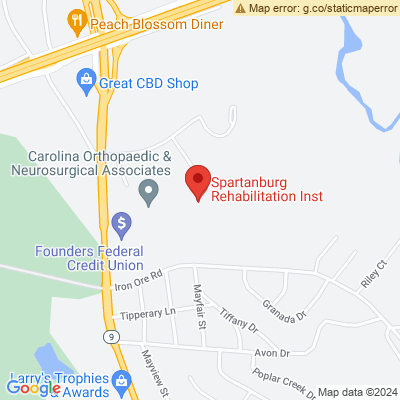 Map error: g.co/staticmaperror
Peach Blossom Diner
Great CBD Shop
Carolina Orthopaedic &
Neurosurgical Associates
Spartanburg
Rehabilitation Inst
$
Founders Federal
Credit Union
Iron Ore Rd
Riley Ct
Mayfair St
Granada Dr
Tipperary Ln
Tiffany Dr
9
Mayview St
Avon Dr
Larry's Trophies
& Awards
Poplar Creek Dr
Google
Map data ©2024